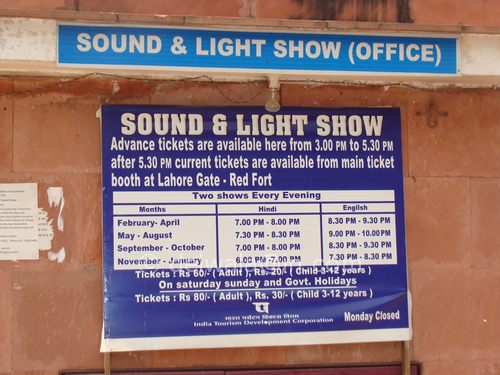 SOUND & LIGHT SHOW (OFFICE)
SOUND & LIGHT SHOW
Advance tickets are available here from 3.00 PM to 5.30 PM
after 5.30 PM current tickets are available from main ticket
booth at Lahore Gate - Red Fort
Two shows Every Evening
Months Hindi English
February- April 7.00 PM - 8.00 PM 8.30 PM - 9.30 PM
May - August 7.30 PM - 8.30 PM 9.00 PM - 10.00 PM
September - October 7.00 PM - 8.00 PM 8.30 PM - 9.30 PM
November - January 6.00 PM - 7.00 PM 7.30 PM - 8.30 PM
Tickets : Rs 60/- ( Adult ), Rs. 20/- ( Child 3-12 years )
On saturday sunday and Govt. Holidays
Tickets : Rs 80/- ( Adult ), Rs. 30/- ( Child 3-12 years )
भारत पर्यटन विकास निगम
India Tourism Development Corporation
Monday Closed